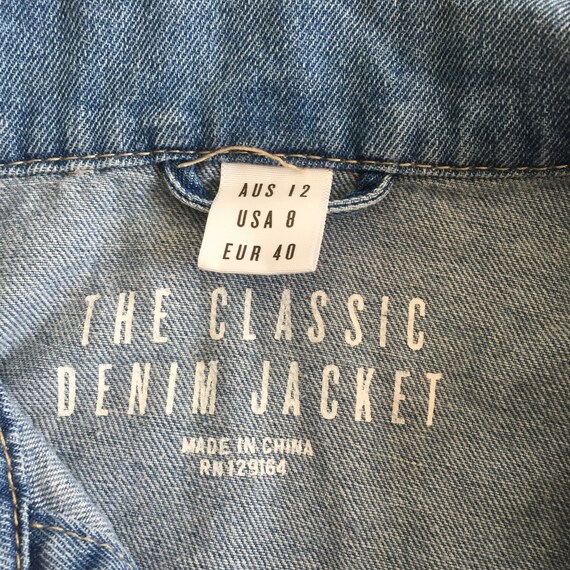 AUS 12
USA 8
EUR 40
THE CLASSIC
DENIM JACKET
MADE IN CHINA
RN129164